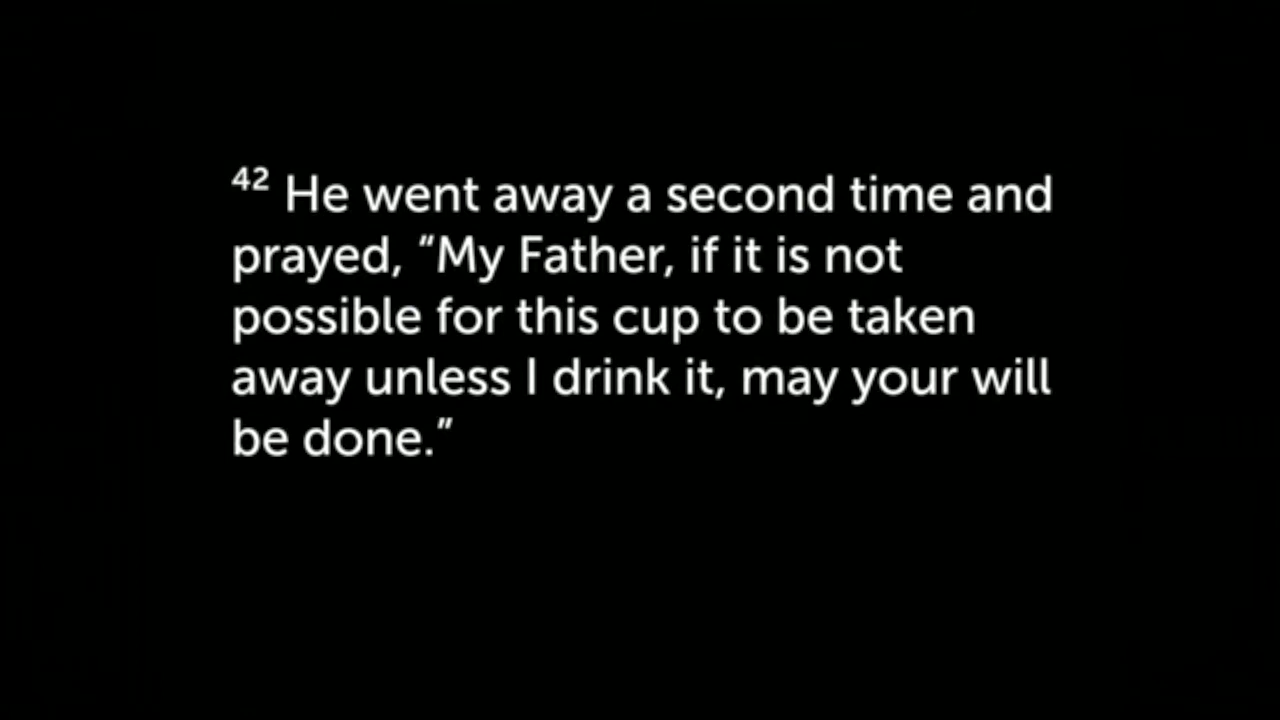 ⁴² He went away a second time and
prayed, “My Father, if it is not
possible for this cup to be taken
away unless I drink it, may your will
be done.”